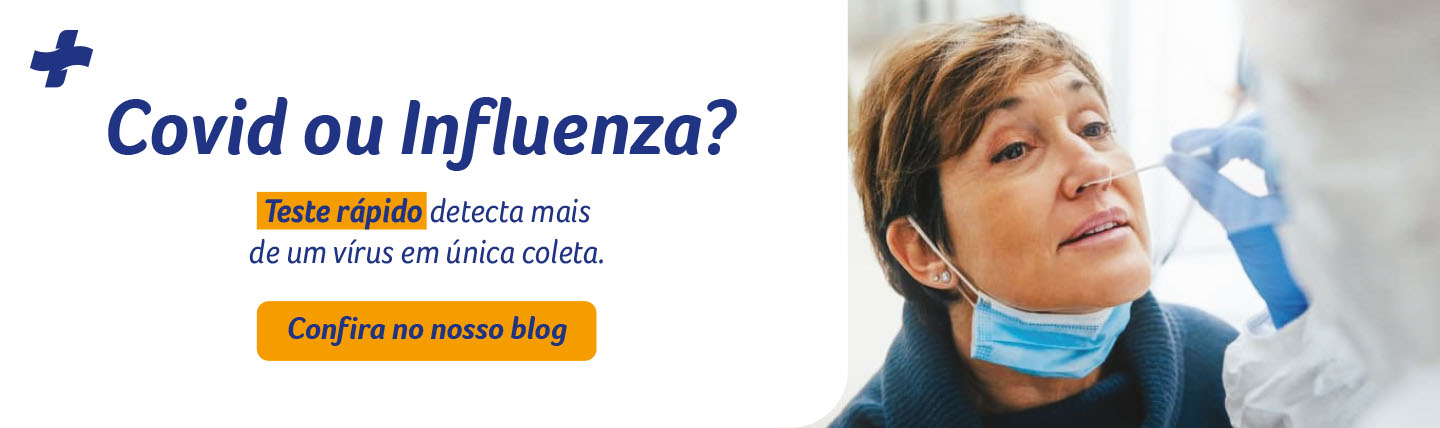 Covid ou Influenza?
Teste rápido detecta mais
de um vírus em única coleta.
Confira no nosso blog